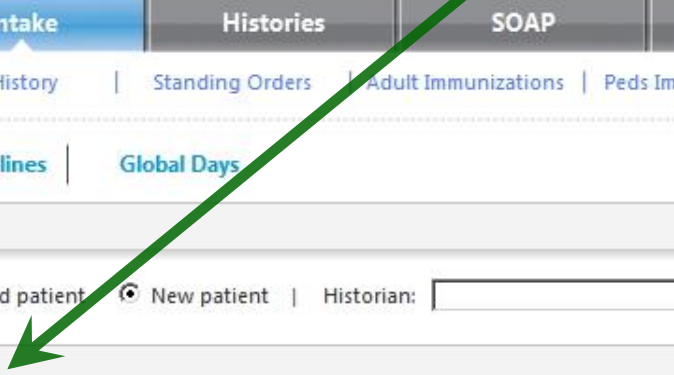 ntake Histories SOAP
History | Standing Orders | Adult Immunizations | Peds Im
lines | Global Days
d patient New patient | Historian: